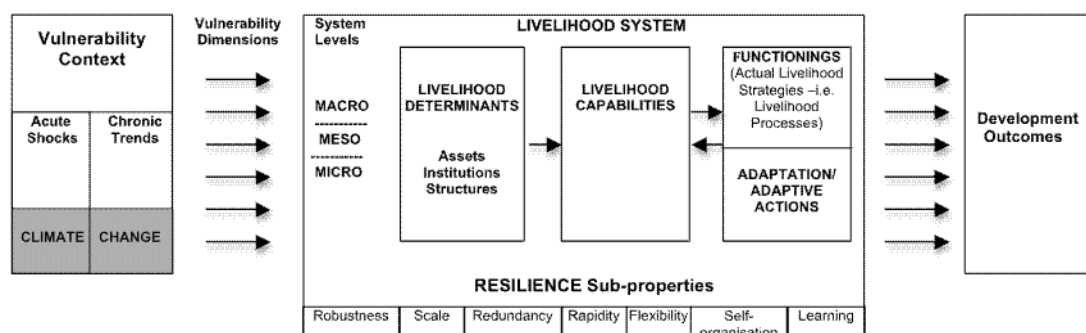 Vulnerability
Context
Acute
Shocks
Chronic
Trends
CLIMATE
CHANGE
Vulnerability
Dimensions
LIVELIHOOD SYSTEM
System
Levels
MACRO
MESO
MICRO
LIVELIHOOD
DETERMINANTS
Assets
Institutions
Structures
LIVELIHOOD
CAPABILITIES
FUNCTIONINGS
(Actual Livelihood
Strategies –i.e.
Livelihood
Processes)
ADAPTATION/
ADAPTIVE
ACTIONS
RESILIENCE Sub-properties
Robustness
Scale
Redundancy
Rapidity
Flexibility
Self-
organisation
Learning
Development
Outcomes